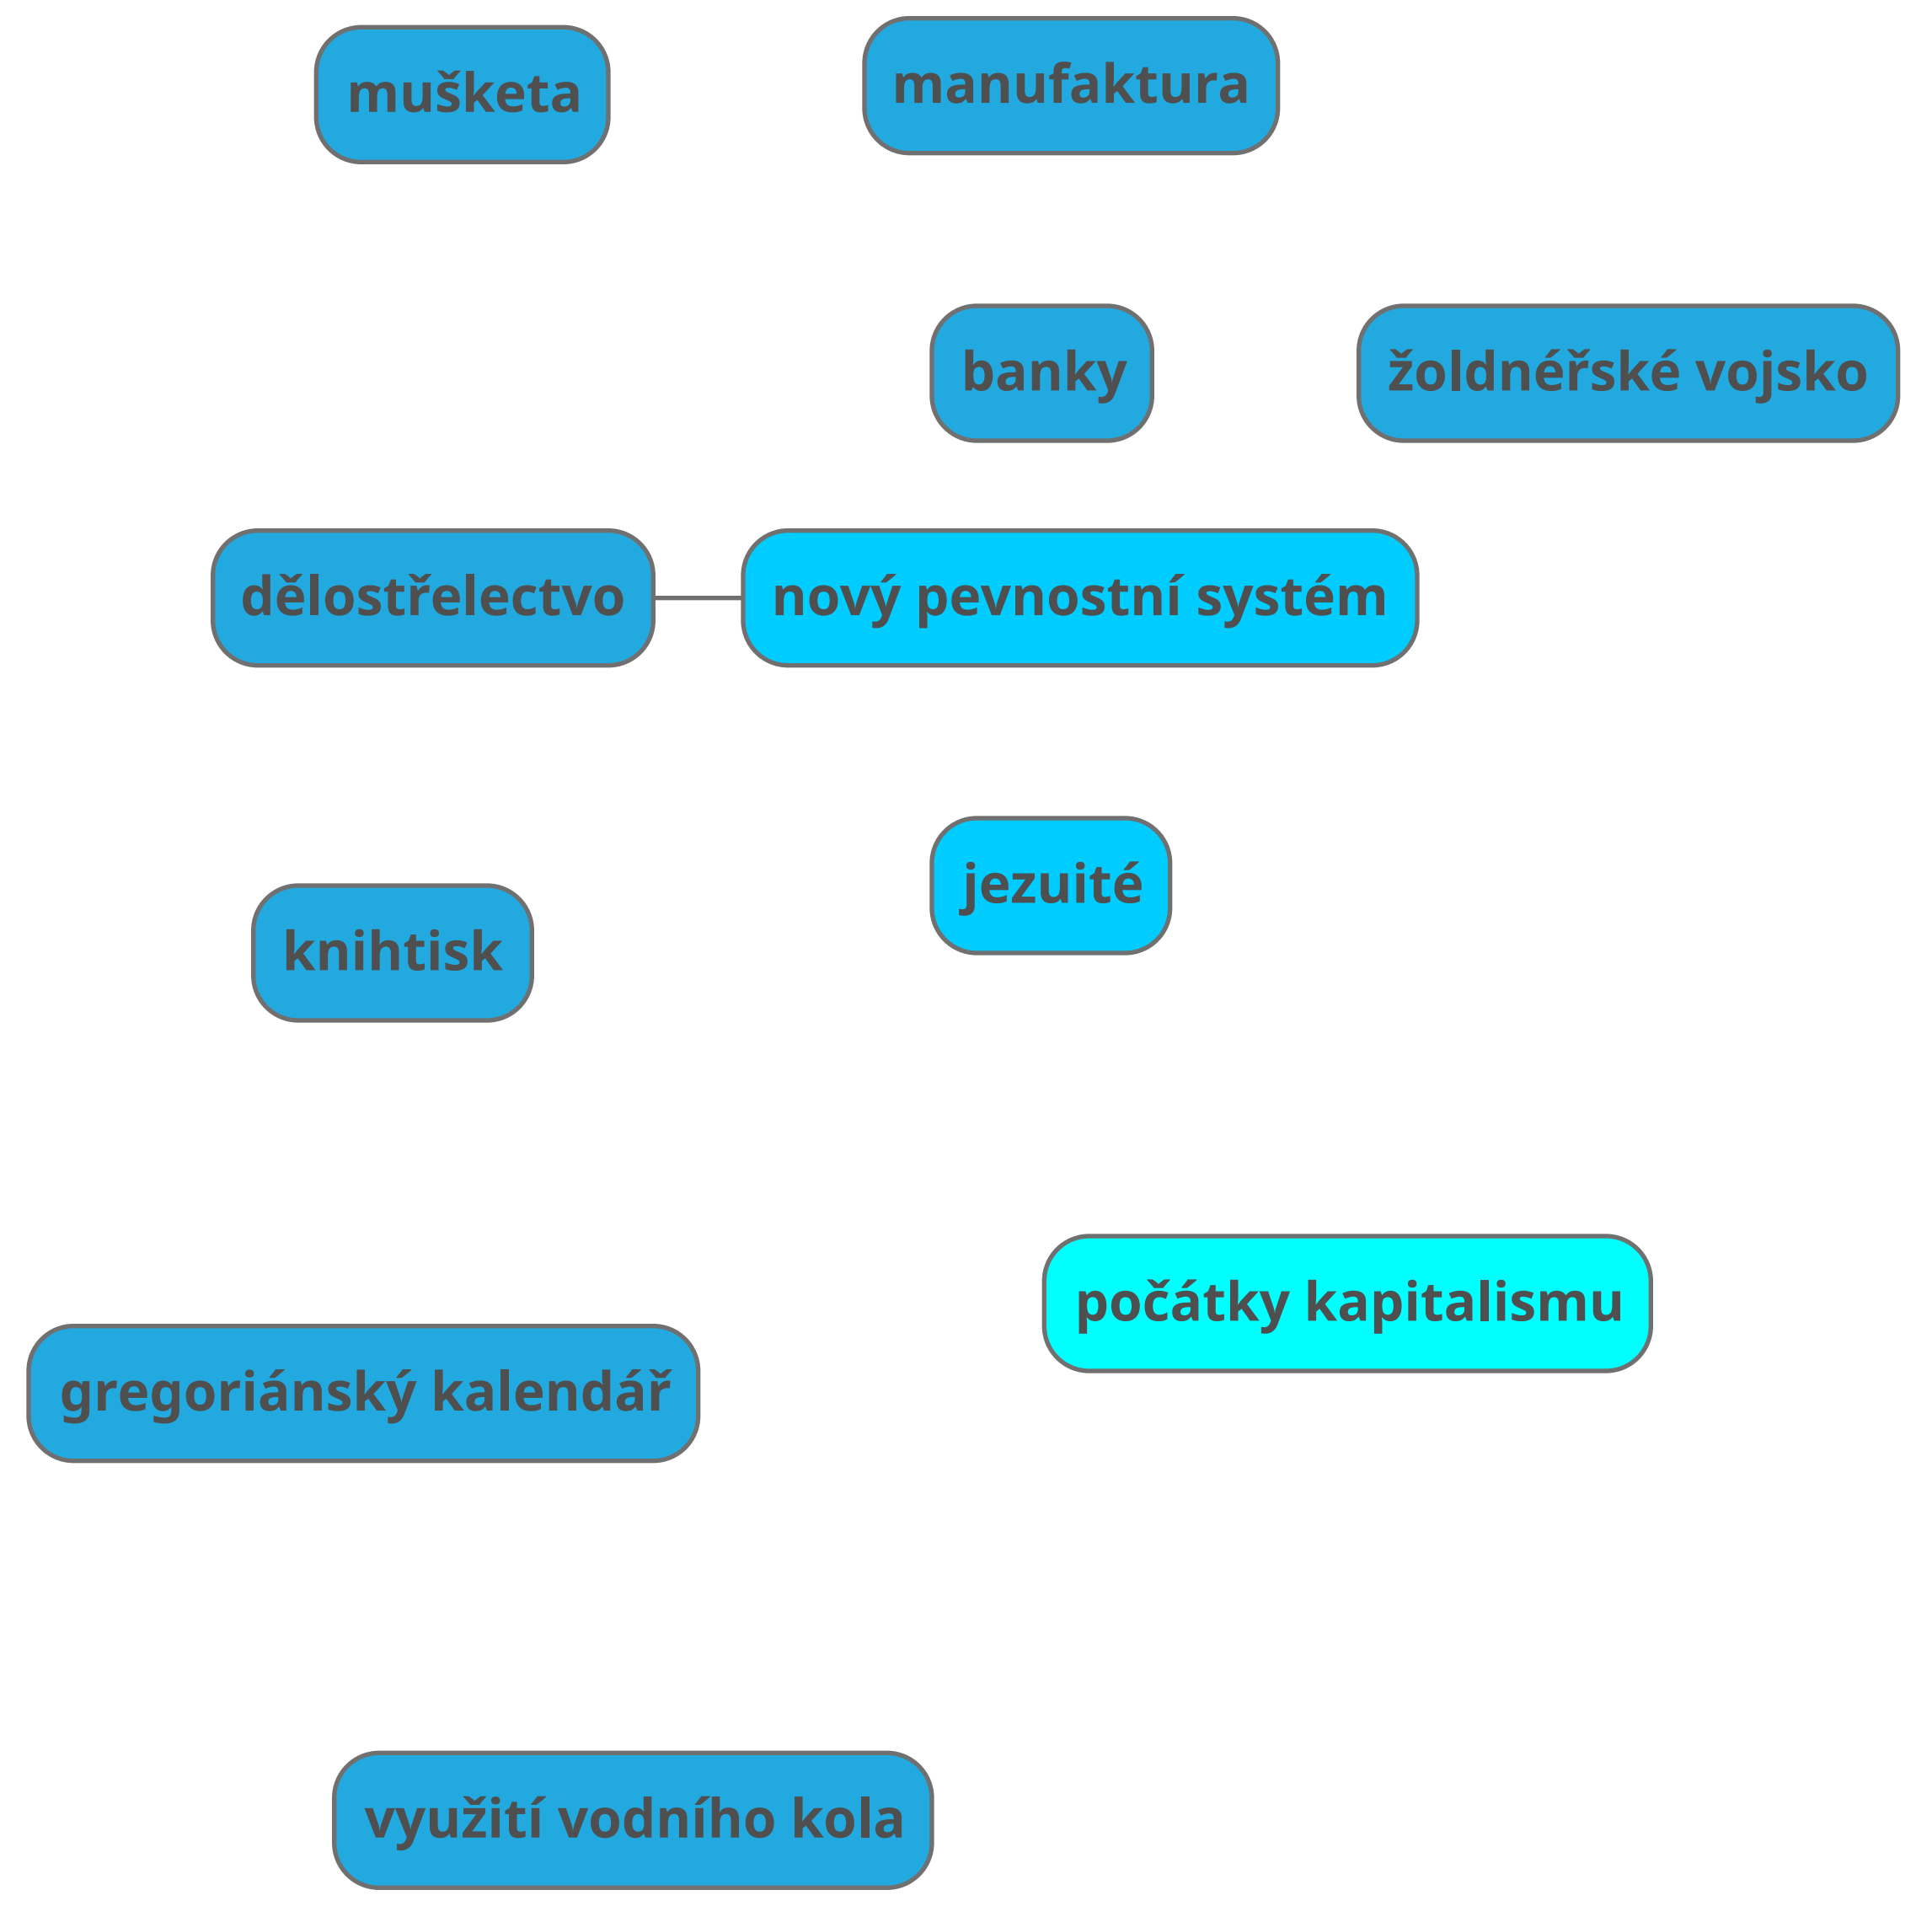 mušketa
manufaktura
banky
žoldnéřské vojsko
dělostřelectvo
nový pevnostní systém
jezuité
knihtisk
počátky kapitalismu
gregoriánský kalendář
využití vodního kola